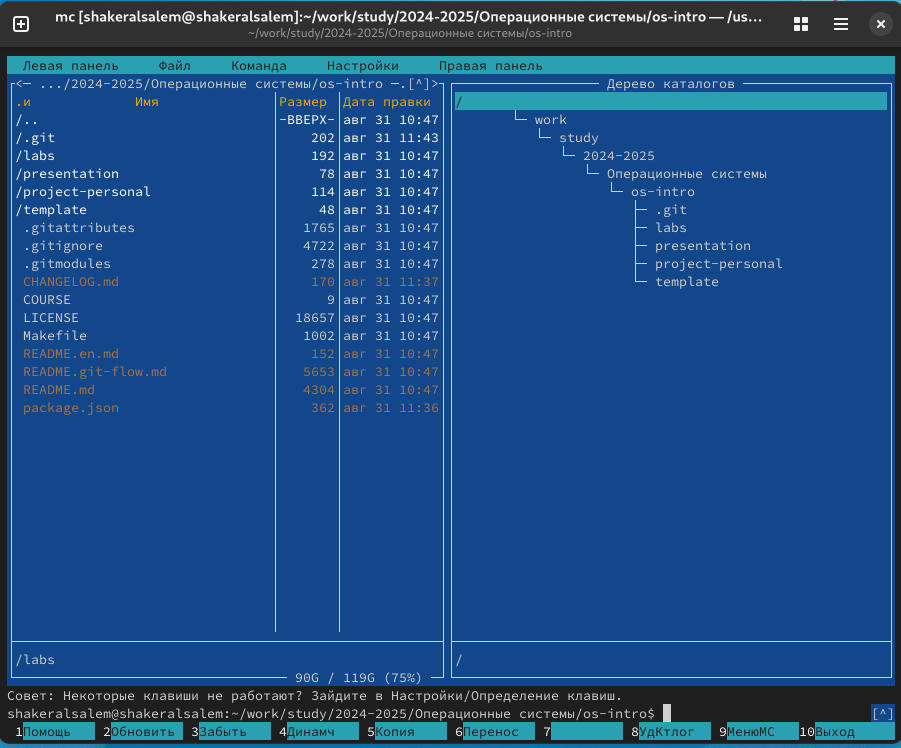 mc [shakeralsalem@shakeralsalem]:~/work/study/2024-2025/Операционные системы/os-intro — /us…
~/work/study/2024-2025/Операционные системы/os-intro
Левая панель Файл Команда Настройки Правая панель
<— …/2024-2025/Операционные системы/os-intro —.[^]>
.и Имя Размер Дата правки
/.. -ВВЕРХ- авг 31 10:47
/.git 202 авг 31 11:43
/labs 192 авг 31 10:47
/presentation 78 авг 31 10:47
/project-personal 114 авг 31 10:47
/template 48 авг 31 10:47
.gitattributes 1765 авг 31 10:47
.gitignore 4722 авг 31 10:47
.gitmodules 278 авг 31 10:47
CHANGELOG.md 170 авг 31 11:37
COURSE 9 авг 31 10:47
LICENSE 18657 авг 31 10:47
Makefile 1002 авг 31 10:47
README.en.md 152 авг 31 10:47
README.git-flow.md 5653 авг 31 10:47
README.md 4304 авг 31 10:47
package.json 362 авг 31 11:36
/labs
90G / 119G (75%)
Дерево каталогов
/
work
study
2024-2025
Операционные системы
os-intro
.git
labs
presentation
project-personal
template
/
Совет: Некоторые клавиши не работают? Зайдите в Настройки/Определение клавиш.
shakeralsalem@shakeralsalem:~/work/study/2024-2025/Операционные системы/os-intro$ [^]
1Помощь 2Обновить 3Забыть 4Динамч 5Копия 6Перенос 7 8УдКтлог 9МенюMC 10Выход